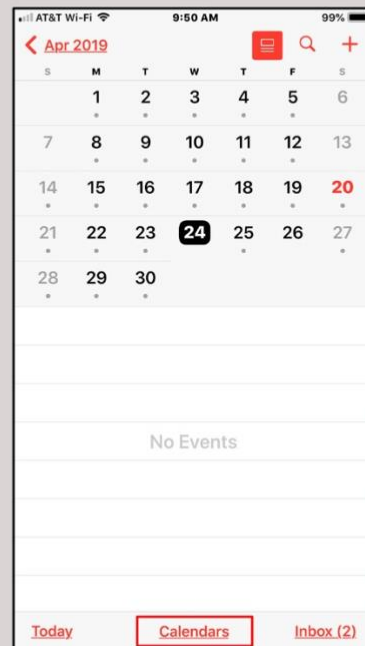 AT&T Wi-Fi 9:50 AM 99%
Apr 2019
S M T W T F S
1 2 3 4 5 6
7 8 9 10 11 12 13
14 15 16 17 18 19 20
21 22 23 24 25 26 27
28 29 30
No Events
Today Calendars Inbox (2)